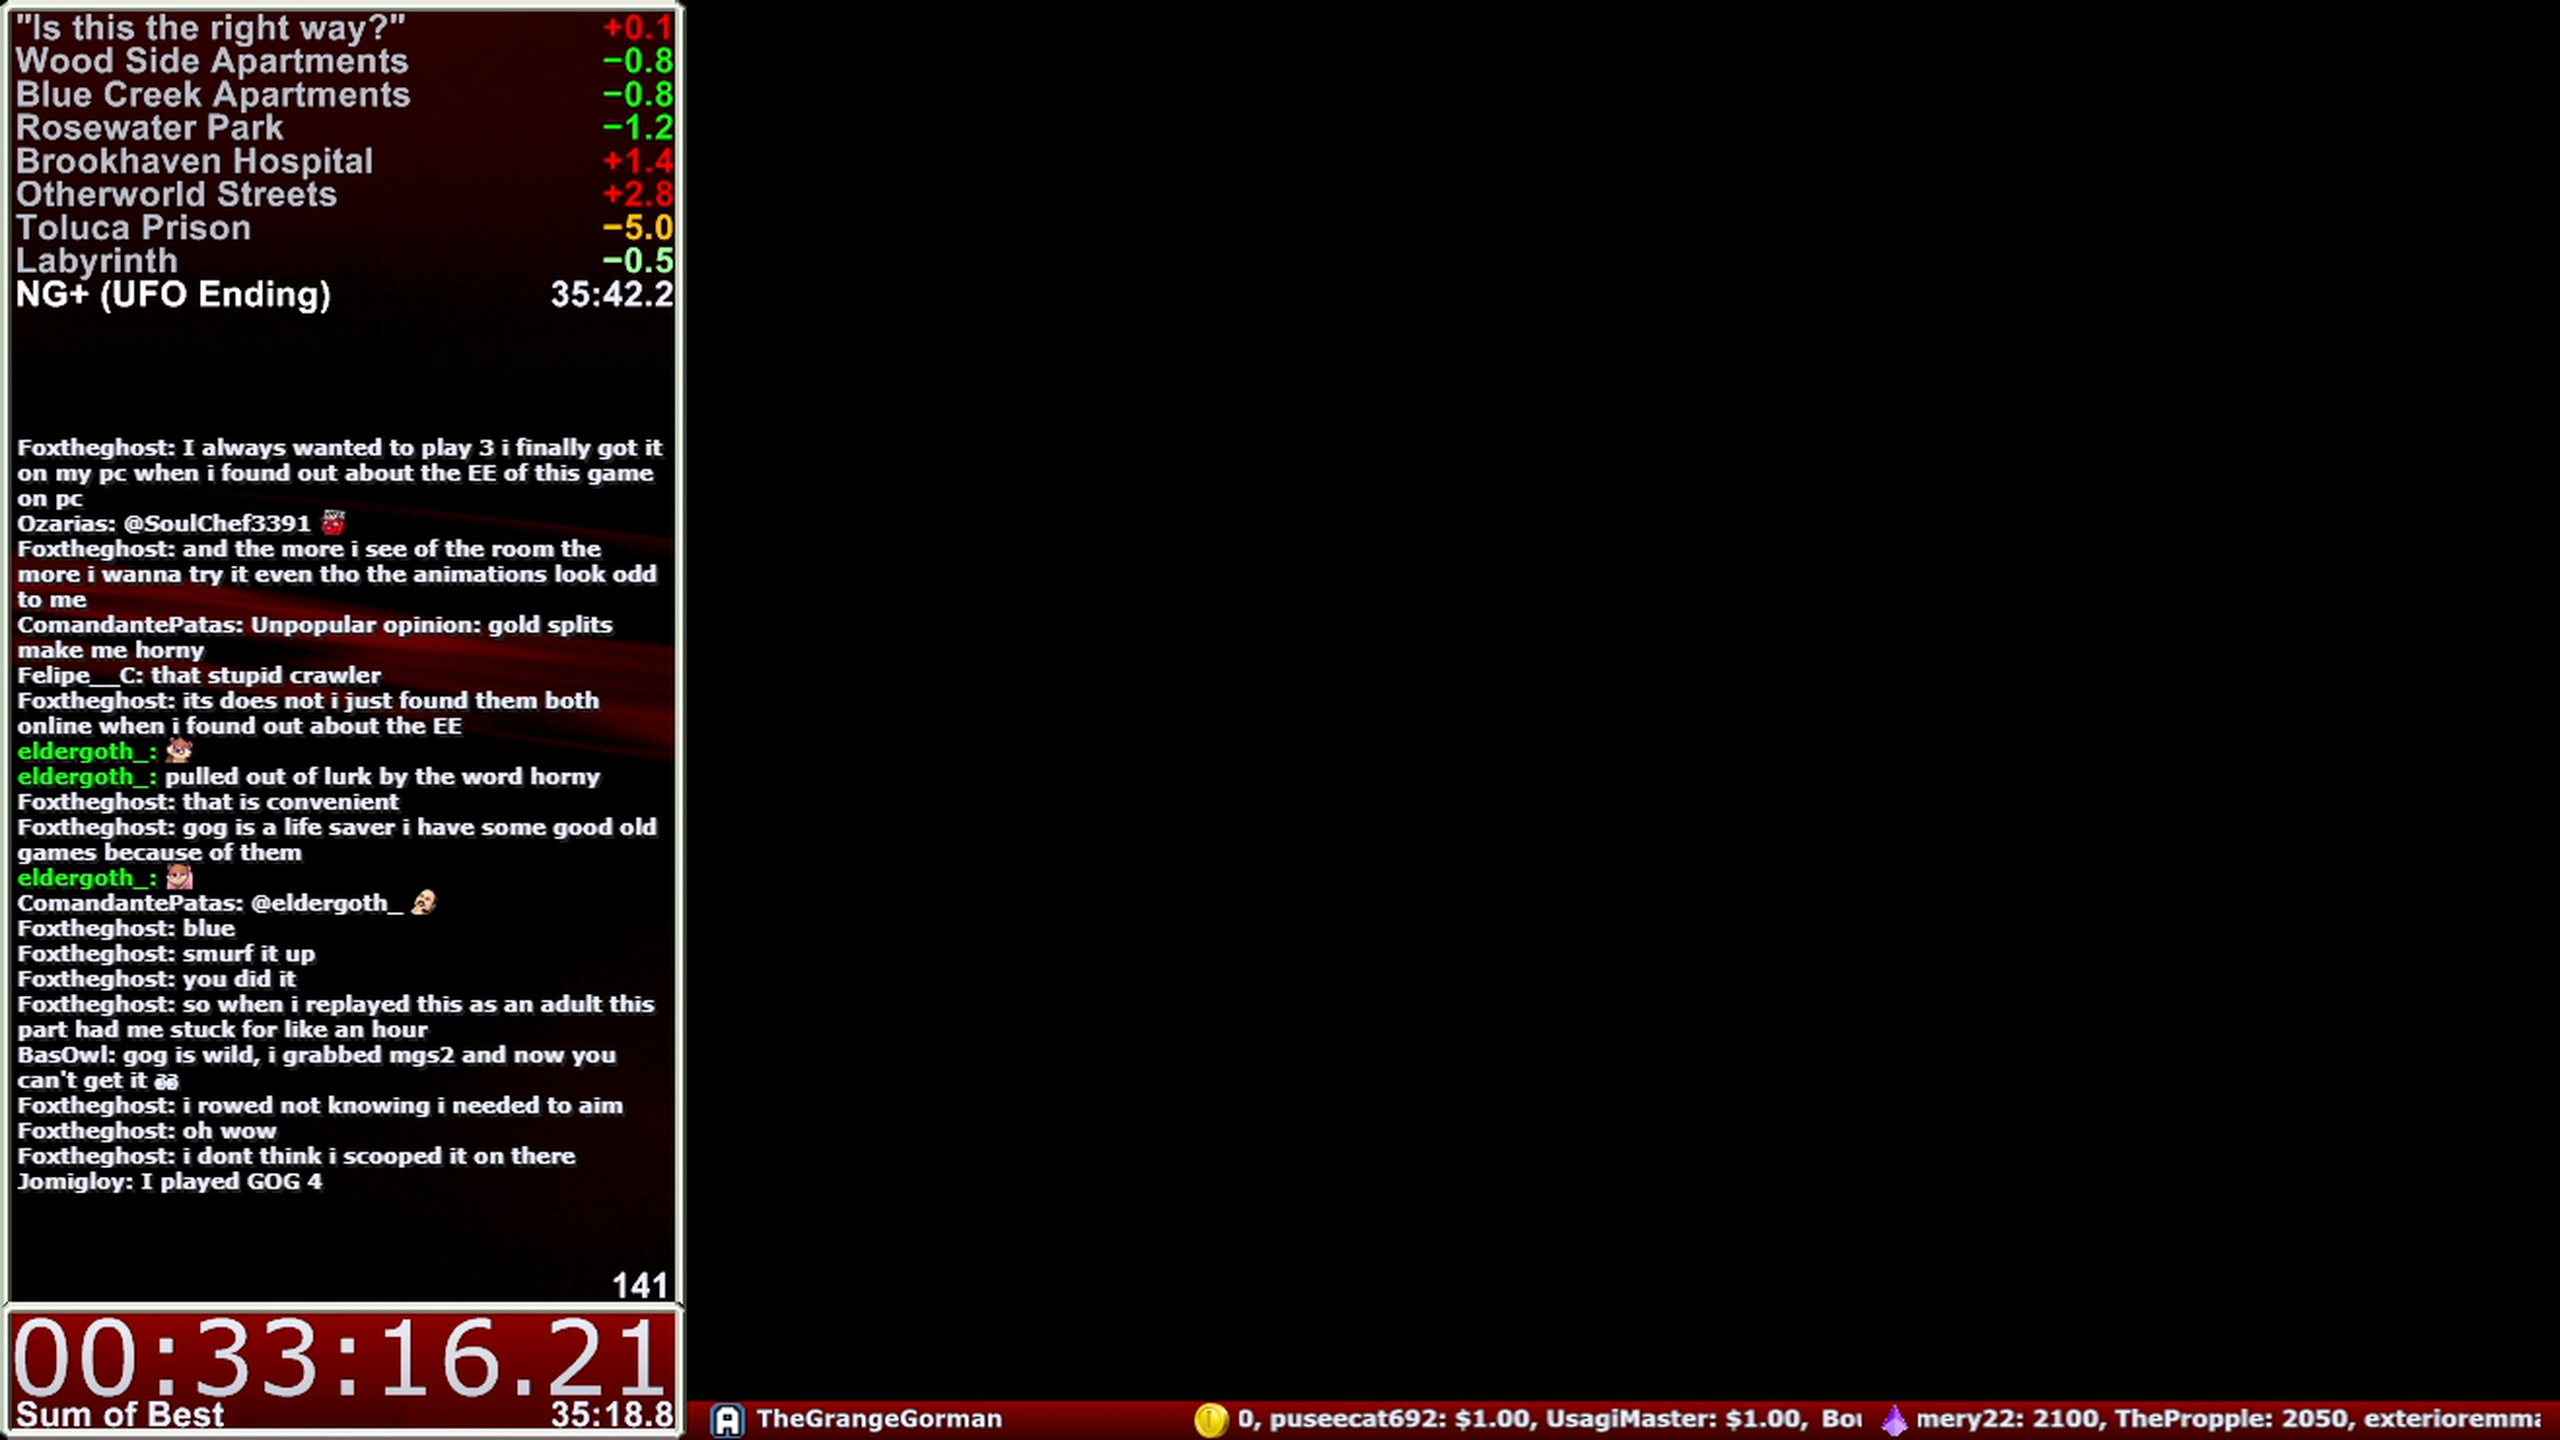 "Is this the right way?" +0.1
Wood Side Apartments −0.8
Blue Creek Apartments −0.8
Rosewater Park −1.2
Brookhaven Hospital +1.4
Otherworld Streets +2.8
Toluca Prison −5.0
Labyrinth −0.5
NG+ (UFO Ending) 35:42.2
Foxtheghost: I always wanted to play 3 i finally got it
on my pc when i found out about the EE of this game
on pc
Ozarias: @SoulChef3391
Foxtheghost: and the more i see of the room the
more i wanna try it even tho the animations look odd
to me
ComandantePatas: Unpopular opinion: gold splits
make me horny
Felipe__C: that stupid crawler
Foxtheghost: its does not i just found them both
online when i found out about the EE
eldergoth_:
eldergoth_: pulled out of lurk by the word horny
Foxtheghost: that is convenient
Foxtheghost: gog is a life saver i have some good old
games because of them
eldergoth_:
ComandantePatas: @eldergoth_
Foxtheghost: blue
Foxtheghost: smurf it up
Foxtheghost: you did it
Foxtheghost: so when i replayed this as an adult this
part had me stuck for like an hour
BasOwl: gog is wild, i grabbed mgs2 and now you
can't get it
Foxtheghost: i rowed not knowing i needed to aim
Foxtheghost: oh wow
Foxtheghost: i dont think i scooped it on there
Jomigloy: I played GOG 4
141
00:33:16.21
Sum of Best 35:18.8
TheGrangeGorman
0, puseecat692: $1.00, UsagiMaster: $1.00, Bou
mery22: 2100, ThePropple: 2050, exterioremma